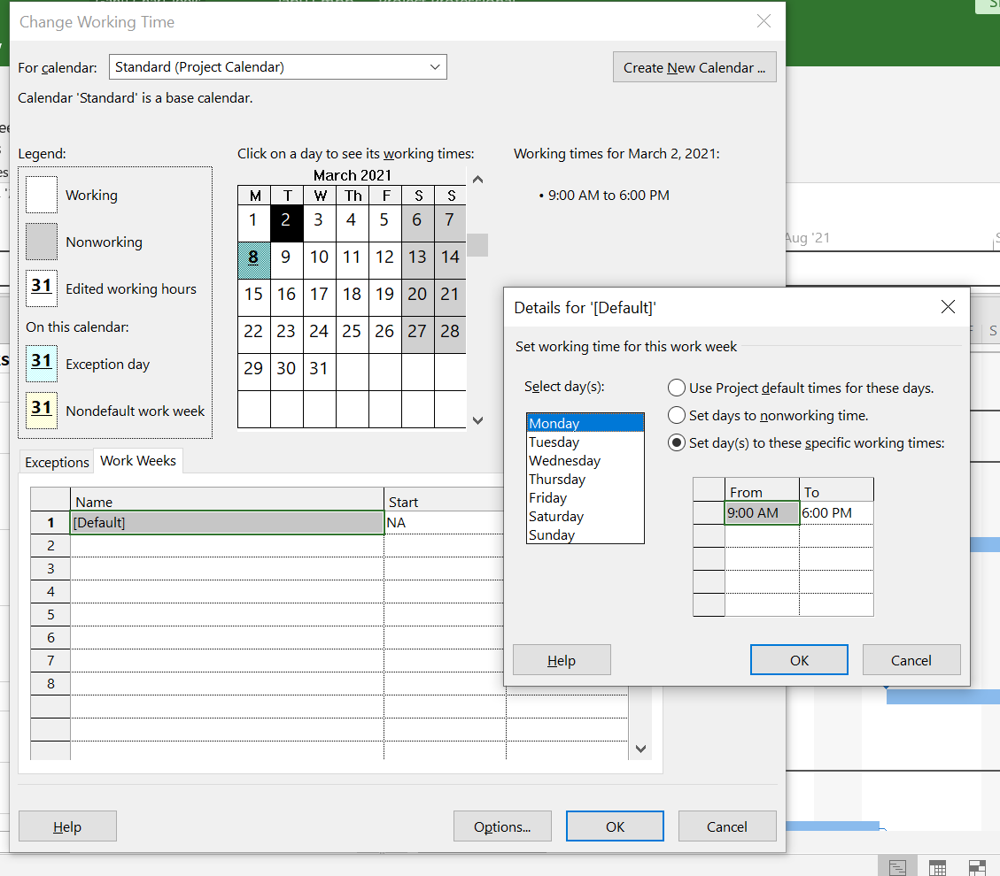 Change Working Time
For calendar:
Standard (Project Calendar)
Create New Calendar ...
Calendar 'Standard' is a base calendar.
Legend:
Working
Nonworking
31 Edited working hours
On this calendar:
31 Exception day
31 Nondefault work week
Click on a day to see its working times:
March 2021
M T W Th F S S
1 2 3 4 5 6 7
8 9 10 11 12 13 14
15 16 17 18 19 20 21
22 23 24 25 26 27 28
29 30 31
Working times for March 2, 2021:
• 9:00 AM to 6:00 PM
Aug '21
Exceptions
Work Weeks
Name Start
1 [Default] NA
2
3
4
5
6
7
8
Help
Options...
OK
Cancel
Details for '[Default]'
Set working time for this work week
Select day(s):
Monday
Tuesday
Wednesday
Thursday
Friday
Saturday
Sunday
Use Project default times for these days.
Set days to nonworking time.
Set day(s) to these specific working times:
From To
9:00 AM 6:00 PM
Help
OK
Cancel
S